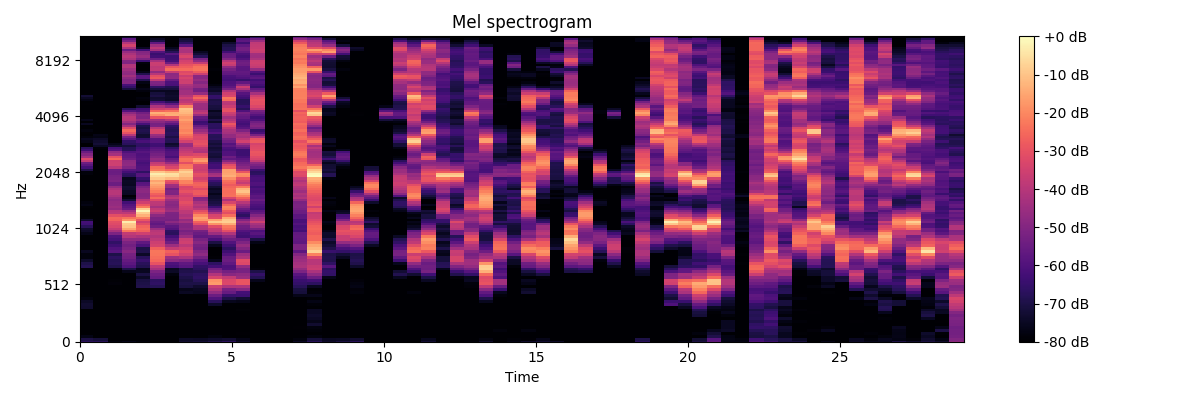 Mel spectrogram
Hz
8192
4096
2048
1024
512
0
0 5 10 15 20 25
Time
+0 dB
-10 dB
-20 dB
-30 dB
-40 dB
-50 dB
-60 dB
-70 dB
-80 dB